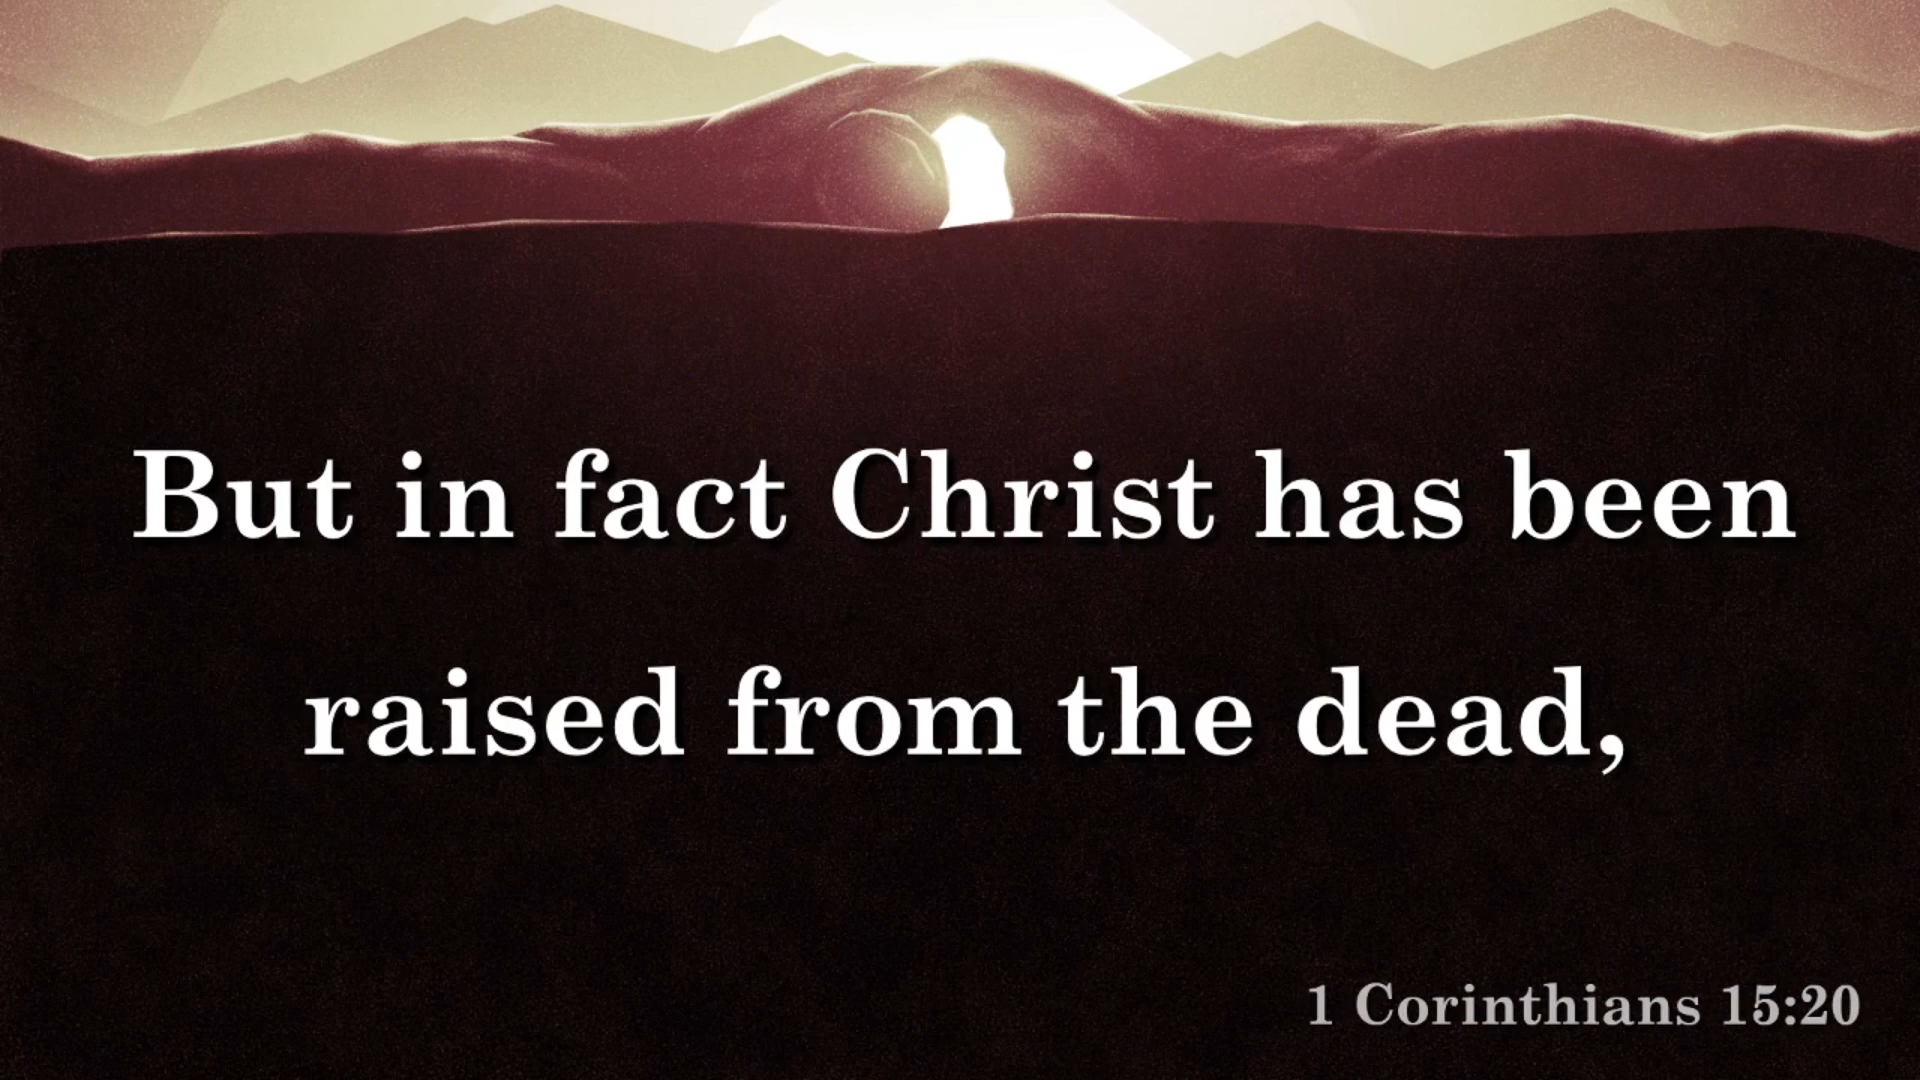 But in fact Christ has been
raised from the dead,
1 Corinthians 15:20